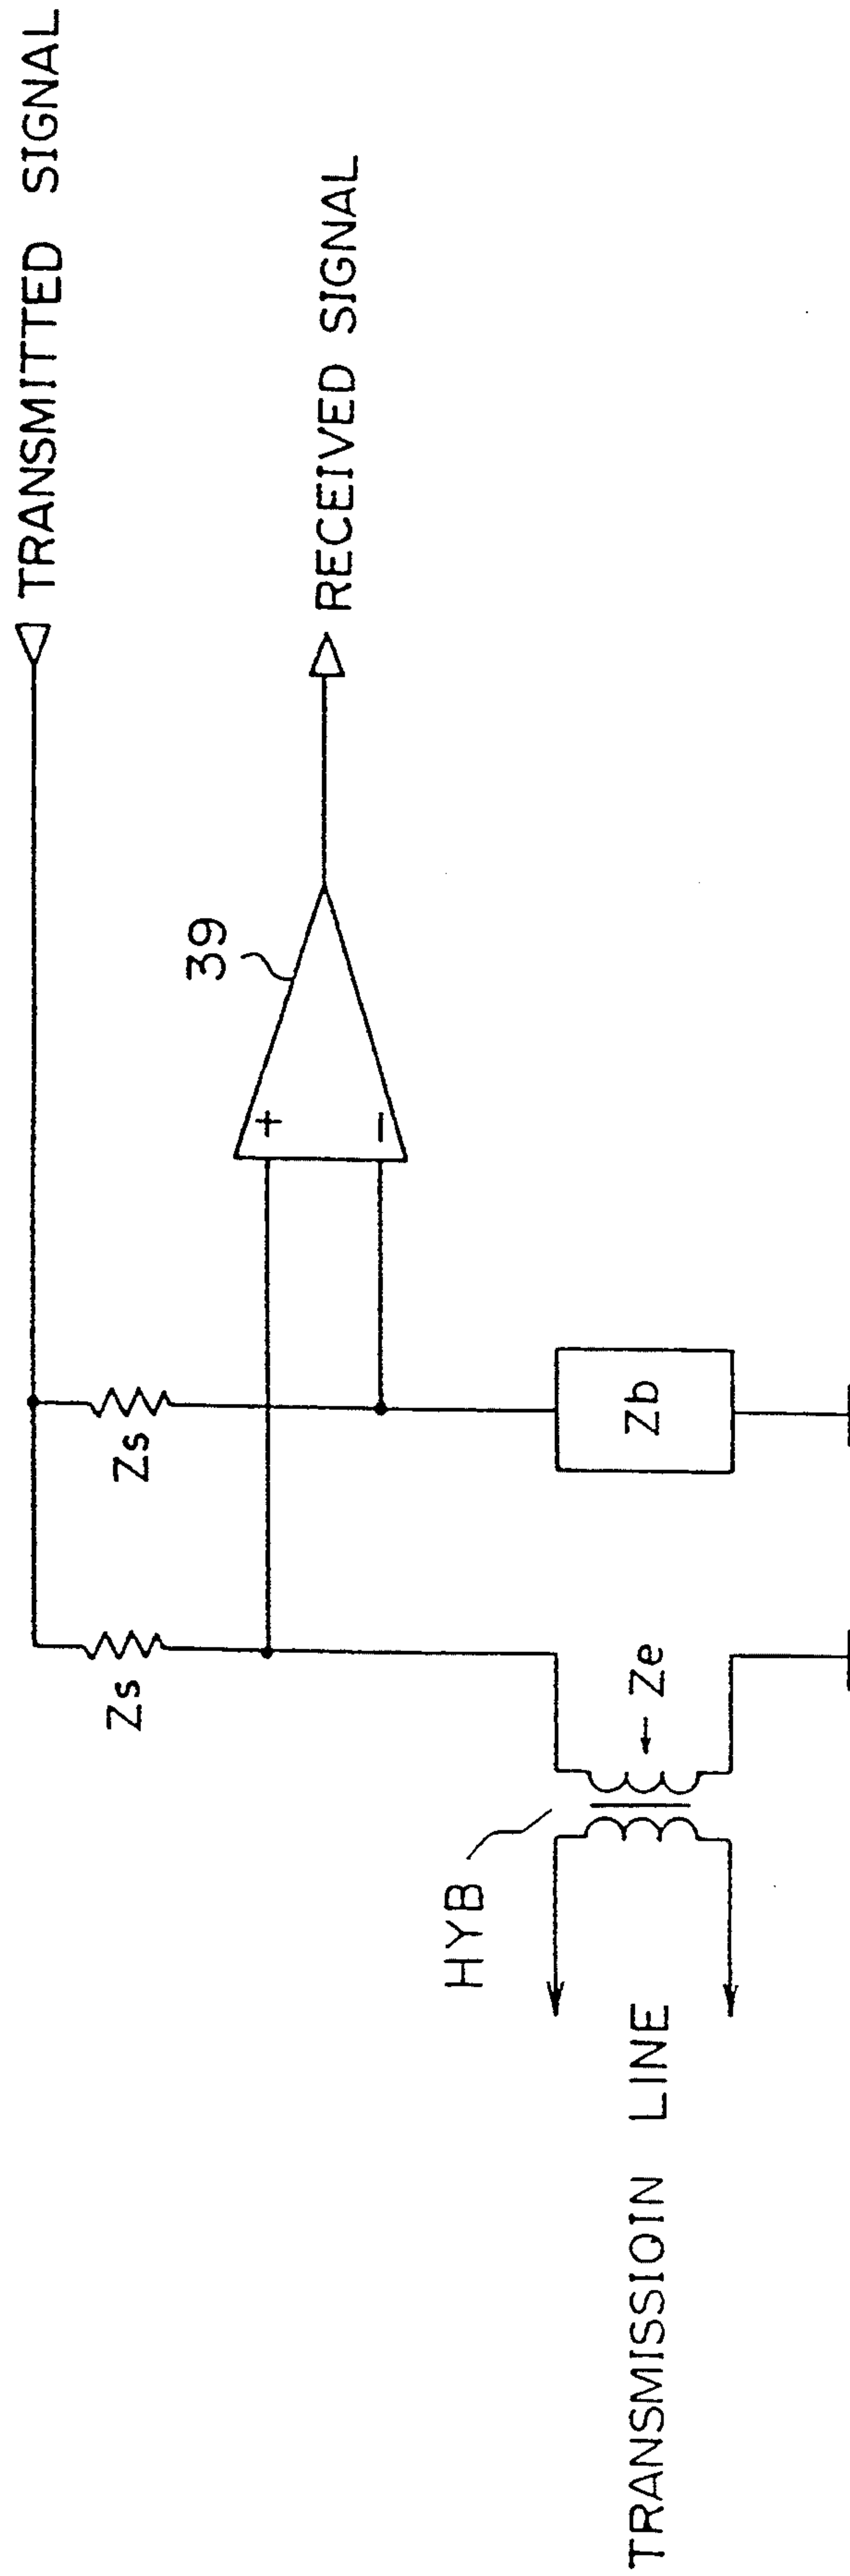 TRANSMITTED SIGNAL
RECEIVED SIGNAL
39
+
−
Zs
Zs
Zb
Ze
HYB
TRANSMISSIOIN LINE